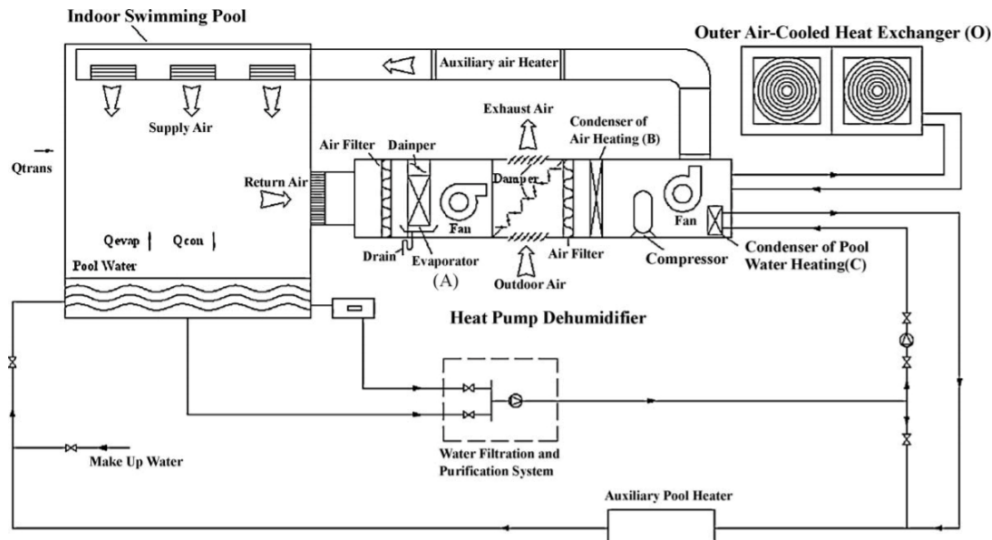 Indoor Swimming Pool
Outer Air-Cooled Heat Exchanger (O)
Auxiliary air Heater
Exhaust Air
Condenser of
Air Heating (B)
Supply Air
Air Filter
Dainper
Qtrans
Damper
Return Air
Fan
Fan
Qevap
Qcon
Drain
Evaporator
Air Filter
Compressor
Condenser of Pool
Water Heating(C)
(A)
Outdoor Air
Pool Water
Heat Pump Dehumidifier
Water Filtration and
Purification System
Make Up Water
Auxiliary Pool Heater